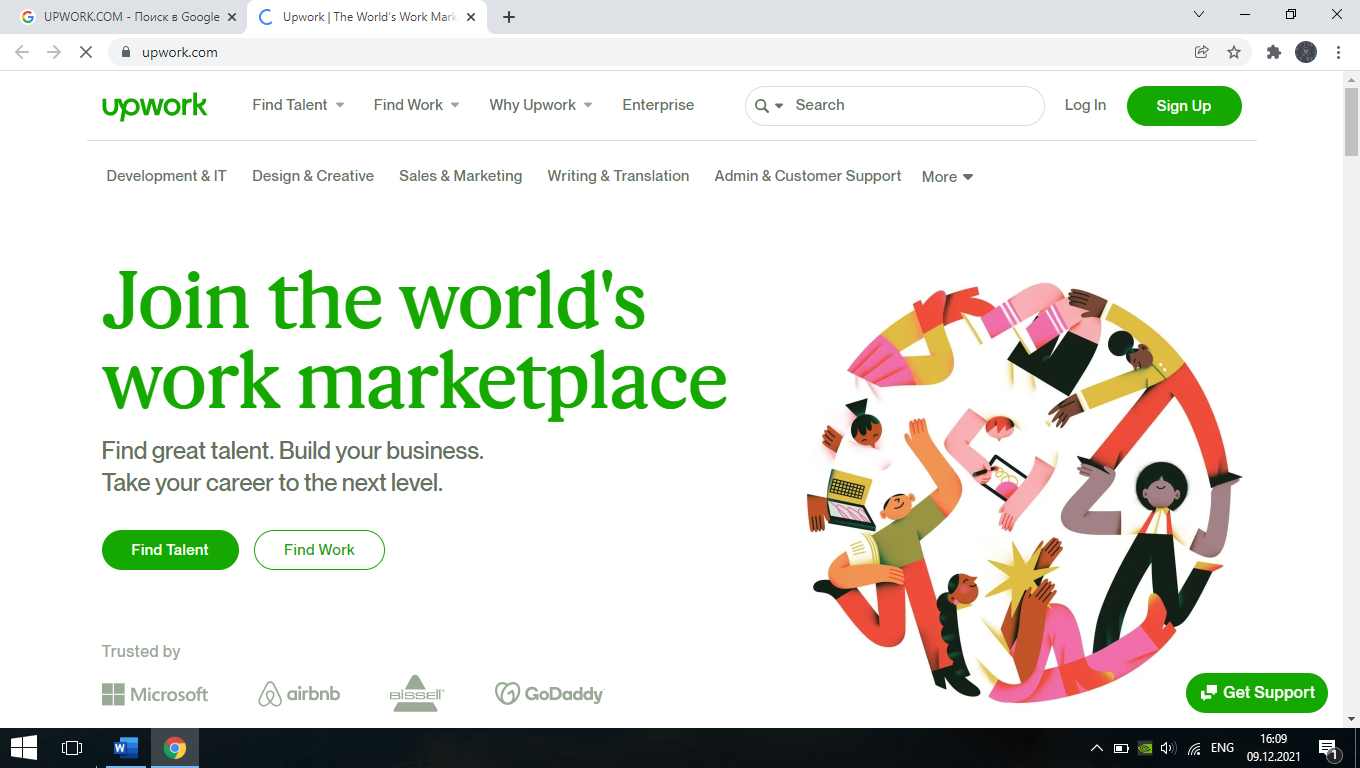 UPWORK.COM - Поиск в Google
Upwork | The World's Work Mark
upwork.com
upwork
Find Talent
Find Work
Why Upwork
Enterprise
Search
Log In
Sign Up
Development & IT
Design & Creative
Sales & Marketing
Writing & Translation
Admin & Customer Support
More
Join the world's
work marketplace
Find great talent. Build your business.
Take your career to the next level.
Find Talent
Find Work
Trusted by
Microsoft
airbnb
BISSELL
GoDaddy
Get Support
ENG
16:09
09.12.2021
1